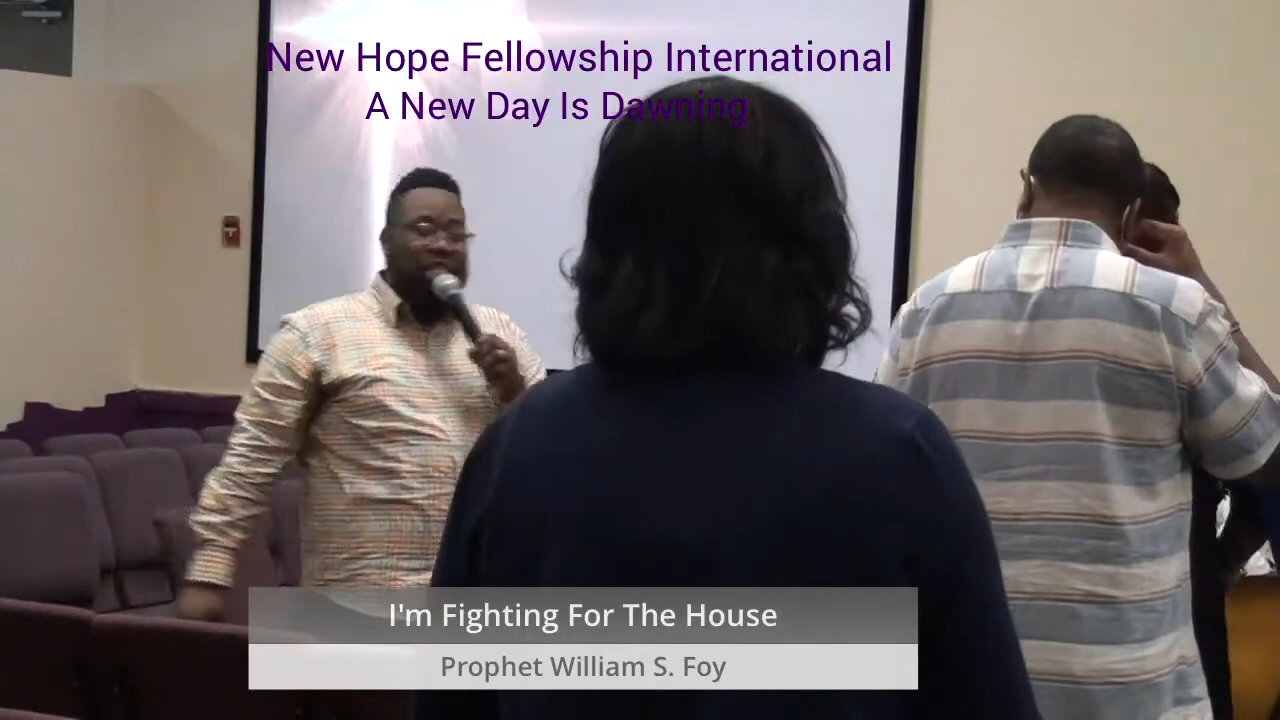 New Hope Fellowship International
A New Day Is Dawning
I'm Fighting For The House
Prophet William S. Foy